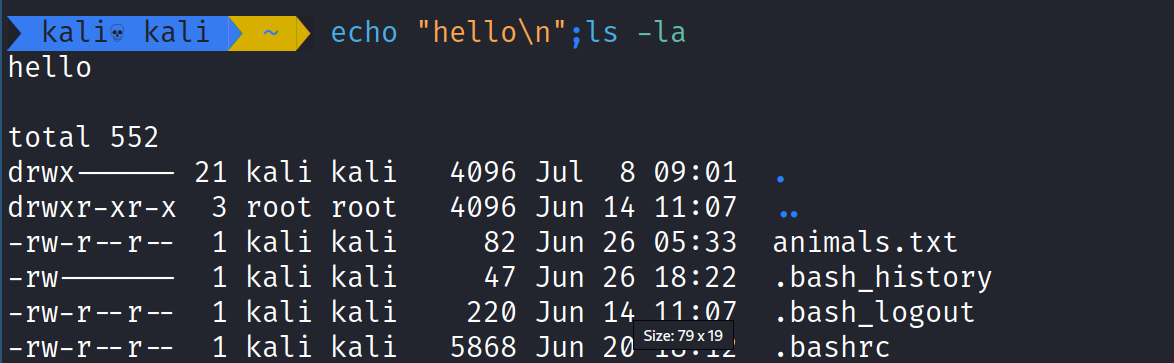 kali💀 kali ~ echo "hello\n";ls -la
hello
total 552
drwx------ 21 kali kali 4096 Jul 8 09:01 .
drwxr-xr-x 3 root root 4096 Jun 14 11:07 ..
-rw-r--r-- 1 kali kali 82 Jun 26 05:33 animals.txt
-rw------- 1 kali kali 47 Jun 26 18:22 .bash_history
-rw-r--r-- 1 kali kali 220 Jun 14 11:07 .bash_logout
Size: 79 x 19
-rw-r--r-- 1 kali kali 5868 Jun 20 18:12 .bashrc